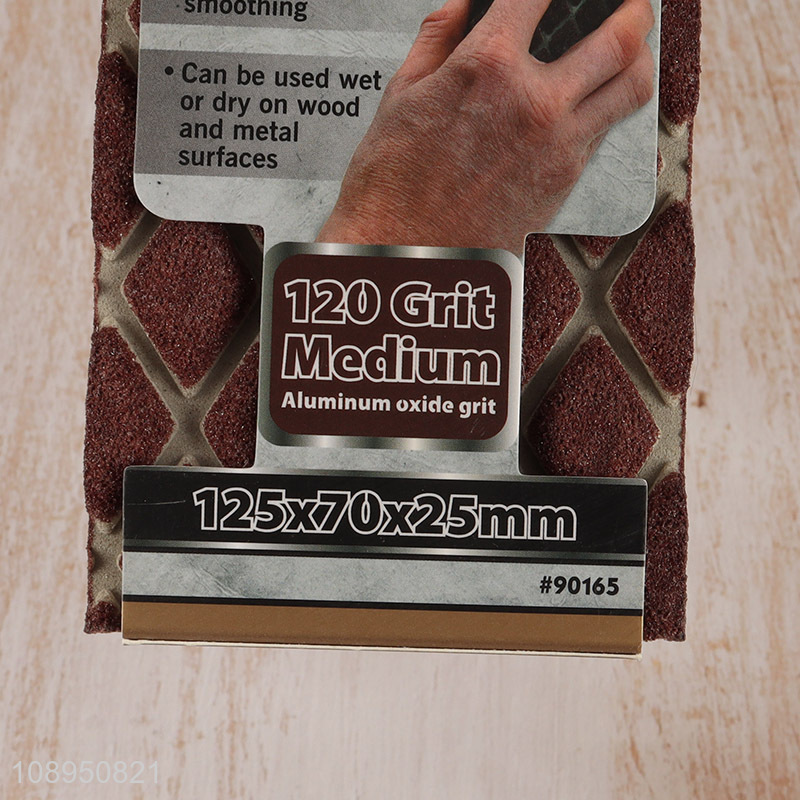 smoothing
• Can be used wet
or dry on wood
and metal
surfaces
120 Grit
Medium
Aluminum oxide grit
125x70x25mm
#90165
108950821